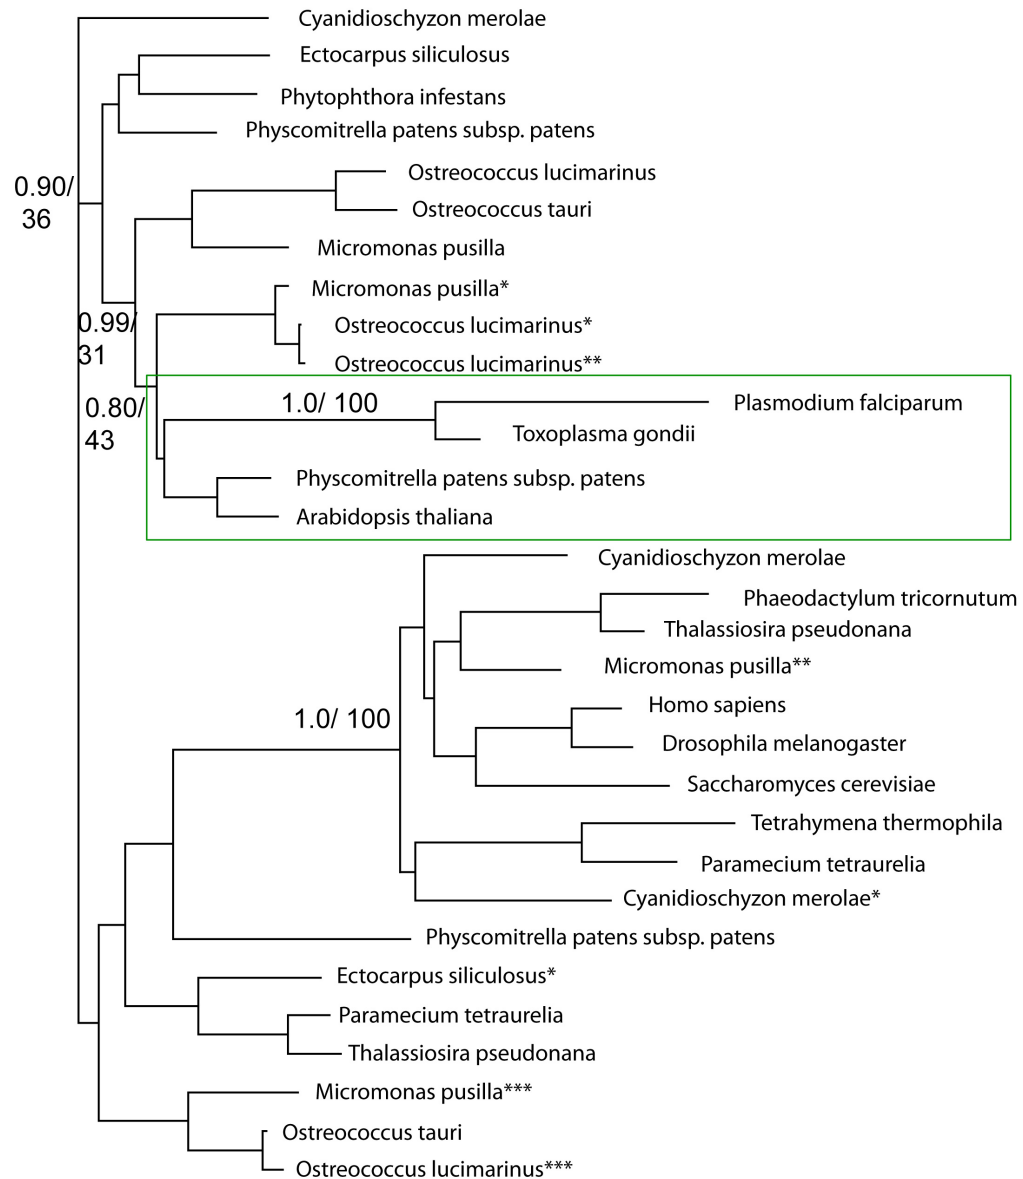 Cyanidioschyzon merolae
Ectocarpus siliculosus
Phytophthora infestans
Physcomitrella patens subsp. patens
Ostreococcus lucimarinus
0.90/
36
Ostreococcus tauri
Micromonas pusilla
Micromonas pusilla*
0.99/
31
Ostreococcus lucimarinus*
Ostreococcus lucimarinus**
0.80/
43
1.0/ 100
Plasmodium falciparum
Toxoplasma gondii
Physcomitrella patens subsp. patens
Arabidopsis thaliana
Cyanidioschyzon merolae
Phaeodactylum tricornutum
Thalassiosira pseudonana
Micromonas pusilla**
Homo sapiens
1.0/ 100
Drosophila melanogaster
Saccharomyces cerevisiae
Tetrahymena thermophila
Paramecium tetraurelia
Cyanidioschyzon merolae*
Physcomitrella patens subsp. patens
Ectocarpus siliculosus*
Paramecium tetraurelia
Thalassiosira pseudonana
Micromonas pusilla***
Ostreococcus tauri
Ostreococcus lucimarinus***